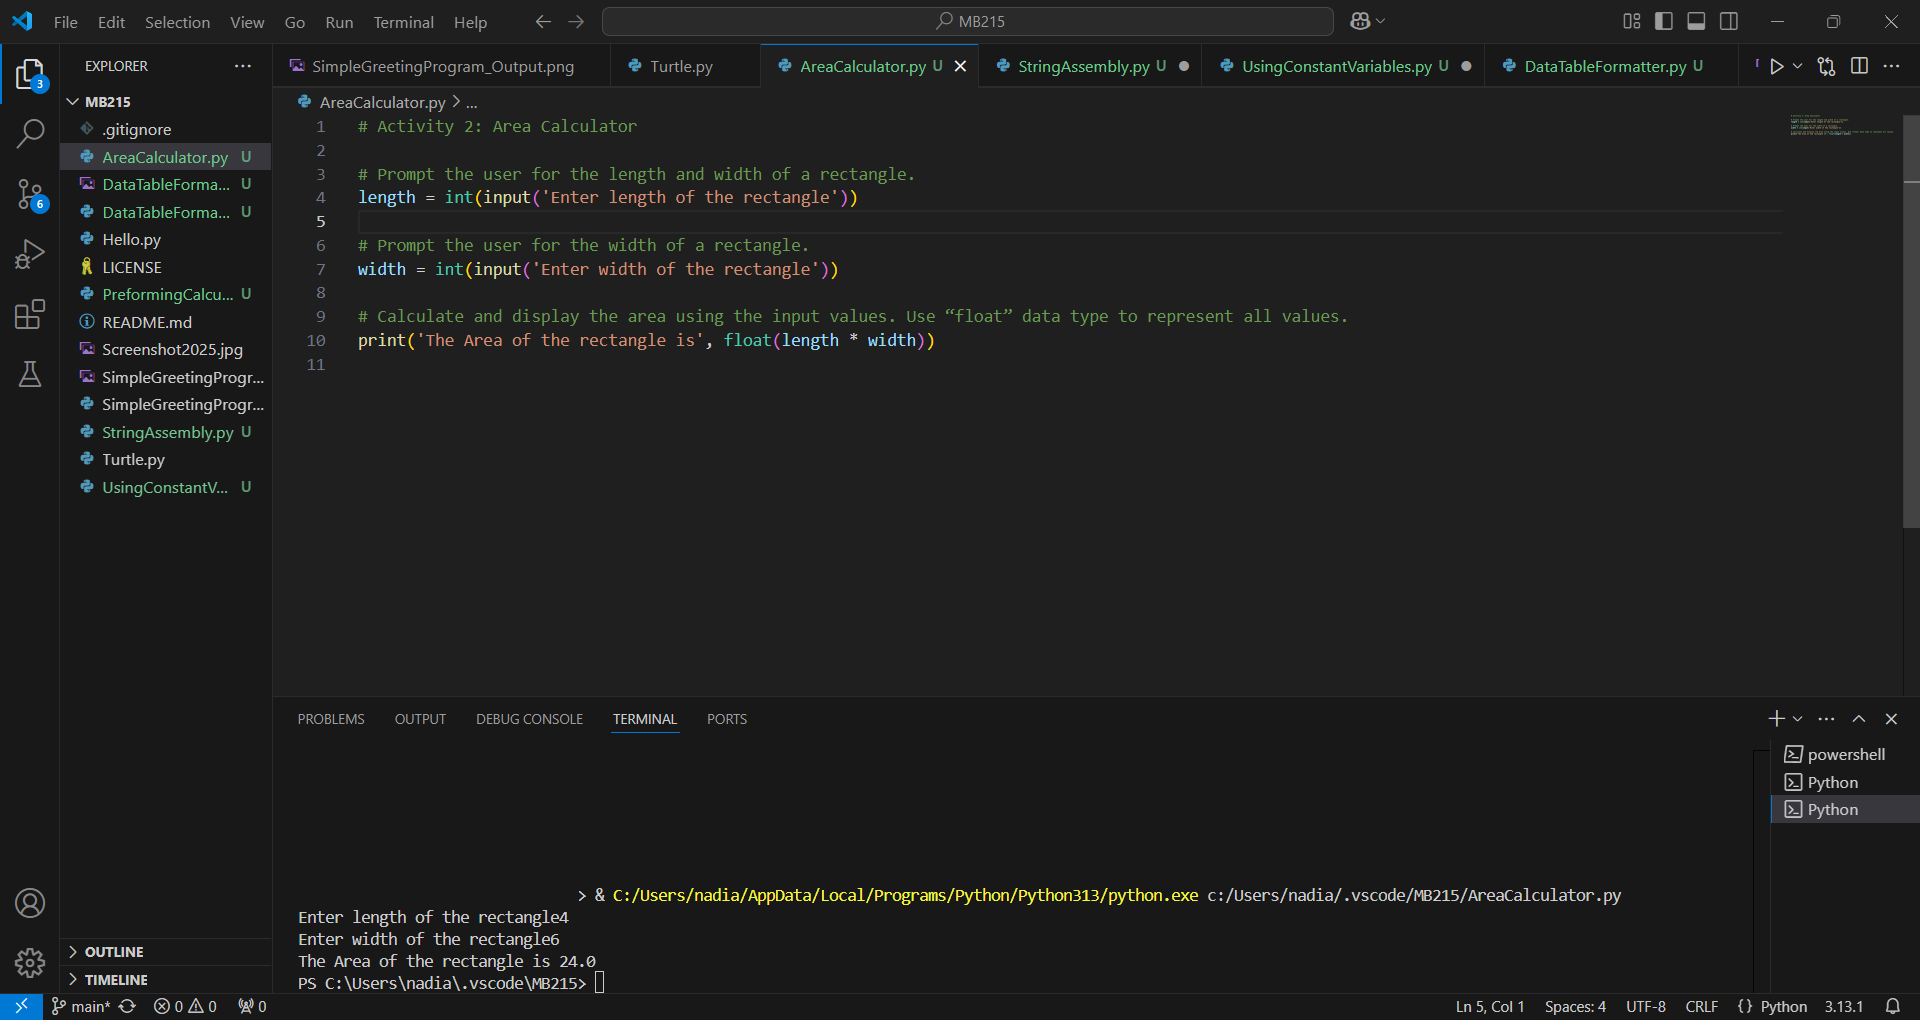 File Edit Selection View Go Run Terminal Help
MB215
EXPLORER
SimpleGreetingProgram_Output.png
Turtle.py
AreaCalculator.py U
StringAssembly.py U
UsingConstantVariables.py U
DataTableFormatter.py U
3
6
MB215
.gitignore
AreaCalculator.py U
DataTableForma... U
DataTableForma... U
Hello.py
LICENSE
PreformingCalcu... U
README.md
Screenshot2025.jpg
SimpleGreetingProgr...
SimpleGreetingProgr...
StringAssembly.py U
Turtle.py
UsingConstantV... U
OUTLINE
TIMELINE
AreaCalculator.py > ...
1 # Activity 2: Area Calculator
2
3 # Prompt the user for the length and width of a rectangle.
4 length = int(input('Enter length of the rectangle'))
5
6 # Prompt the user for the width of a rectangle.
7 width = int(input('Enter width of the rectangle'))
8
9 # Calculate and display the area using the input values. Use “float” data type to represent all values.
10 print('The Area of the rectangle is', float(length * width))
11
PROBLEMS OUTPUT DEBUG CONSOLE TERMINAL PORTS
powershell
Python
Python
> & C:/Users/nadia/AppData/Local/Programs/Python/Python313/python.exe c:/Users/nadia/.vscode/MB215/AreaCalculator.py
Enter length of the rectangle4
Enter width of the rectangle6
The Area of the rectangle is 24.0
PS C:\Users\nadia\.vscode\MB215>
main* 0 0 0
Ln 5, Col 1 Spaces: 4 UTF-8 CRLF {} Python 3.13.1